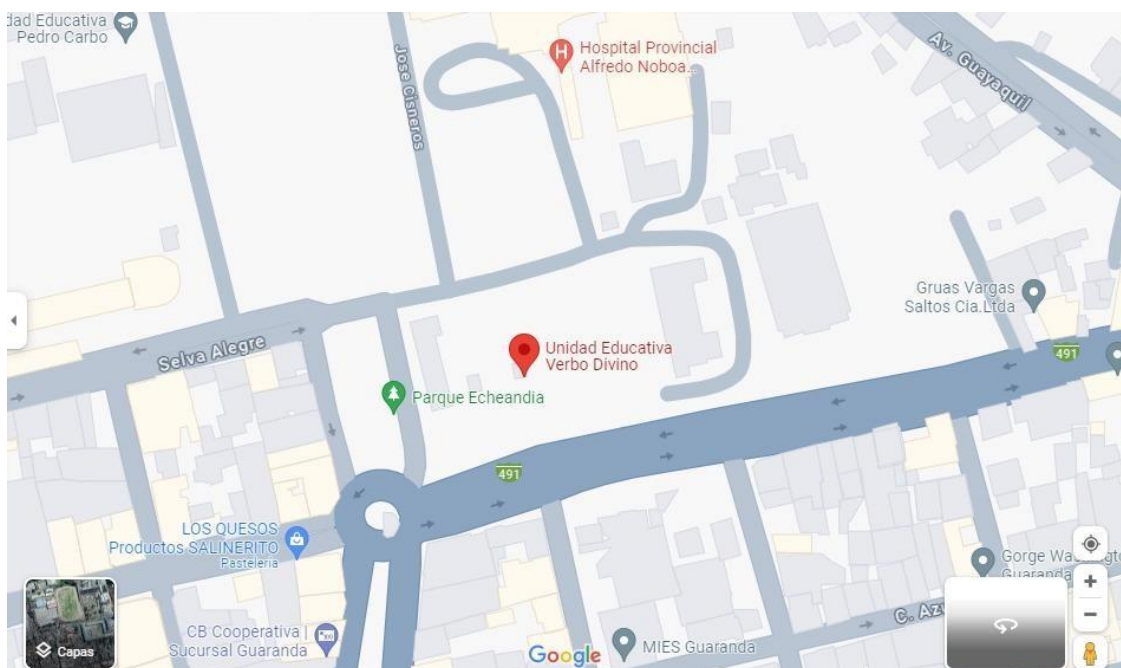 dad Educativa
Pedro Carbo
Jose Cisneros
H
Hospital Provincial
Alfredo Noboa...
Av. Guayaquil
Gruas Vargas
Saltos Cia.Ltda
Selva Alegre
Unidad Educativa
Verbo Divino
491
Parque Echeandia
491
LOS QUESOS
Productos SALINERITO
Pastelería
Gorge Washington
Guaranda
C. Azu
CB Cooperativa |
Sucursal Guaranda
MIES Guaranda
Capas
Google